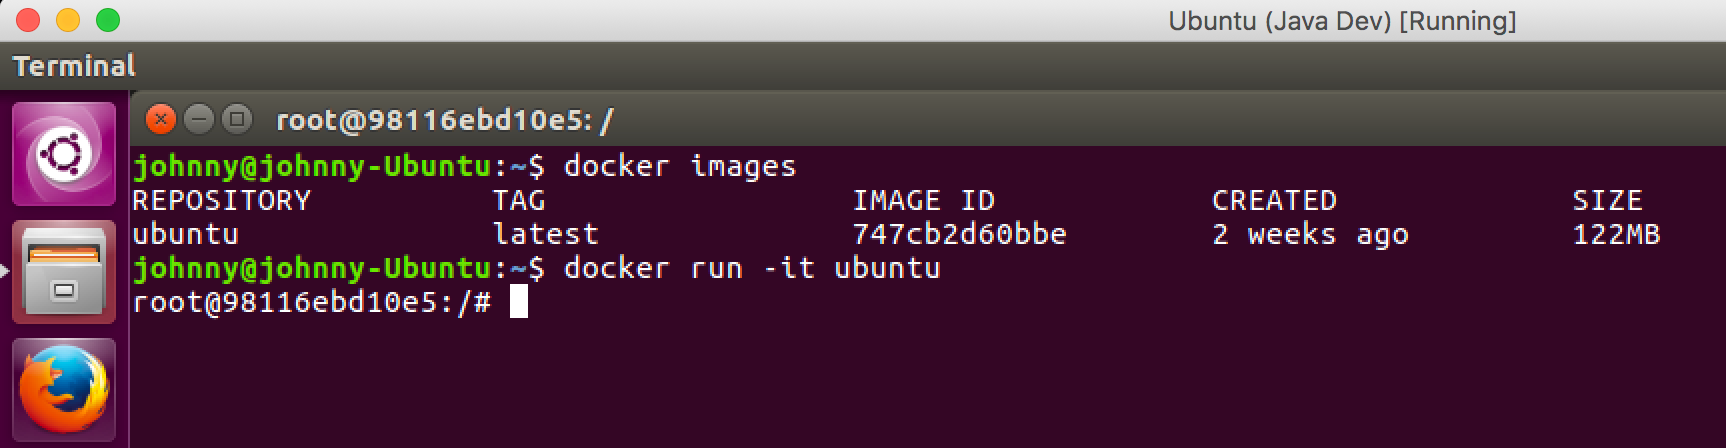 Ubuntu (Java Dev) [Running]
Terminal
root@98116ebd10e5: /
johnny@johnny-Ubuntu:~$ docker images
REPOSITORY TAG IMAGE ID CREATED SIZE
ubuntu latest 747cb2d60bbe 2 weeks ago 122MB
johnny@johnny-Ubuntu:~$ docker run -it ubuntu
root@98116ebd10e5:/#